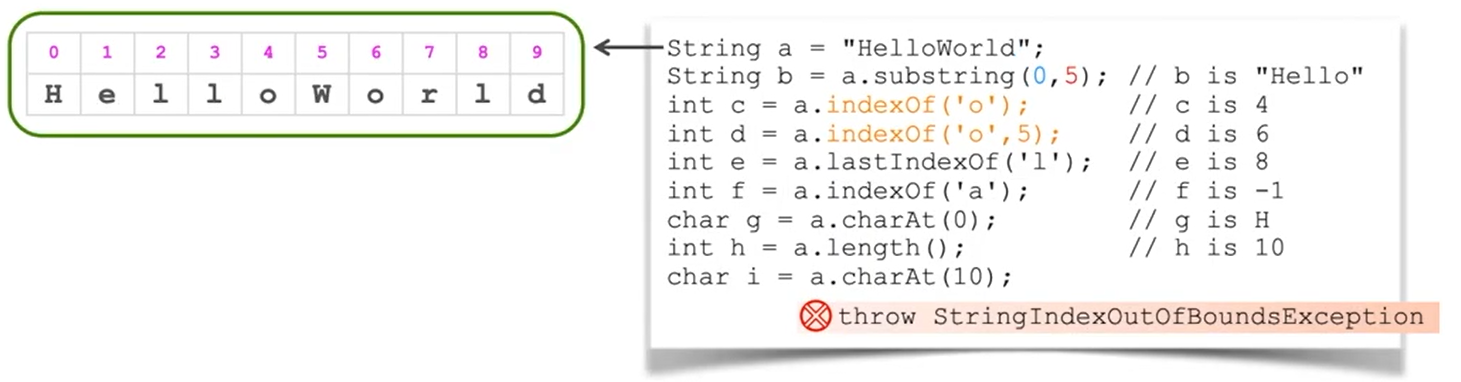 0 1 2 3 4 5 6 7 8 9
H e l l o W o r l d
String a = "HelloWorld";
String b = a.substring(0,5); // b is "Hello"
int c = a.indexOf('o'); // c is 4
int d = a.indexOf('o',5); // d is 6
int e = a.lastIndexOf('l'); // e is 8
int f = a.indexOf('a'); // f is -1
char g = a.charAt(0); // g is H
int h = a.length(); // h is 10
char i = a.charAt(10);
throw StringIndexOutOfBoundsException